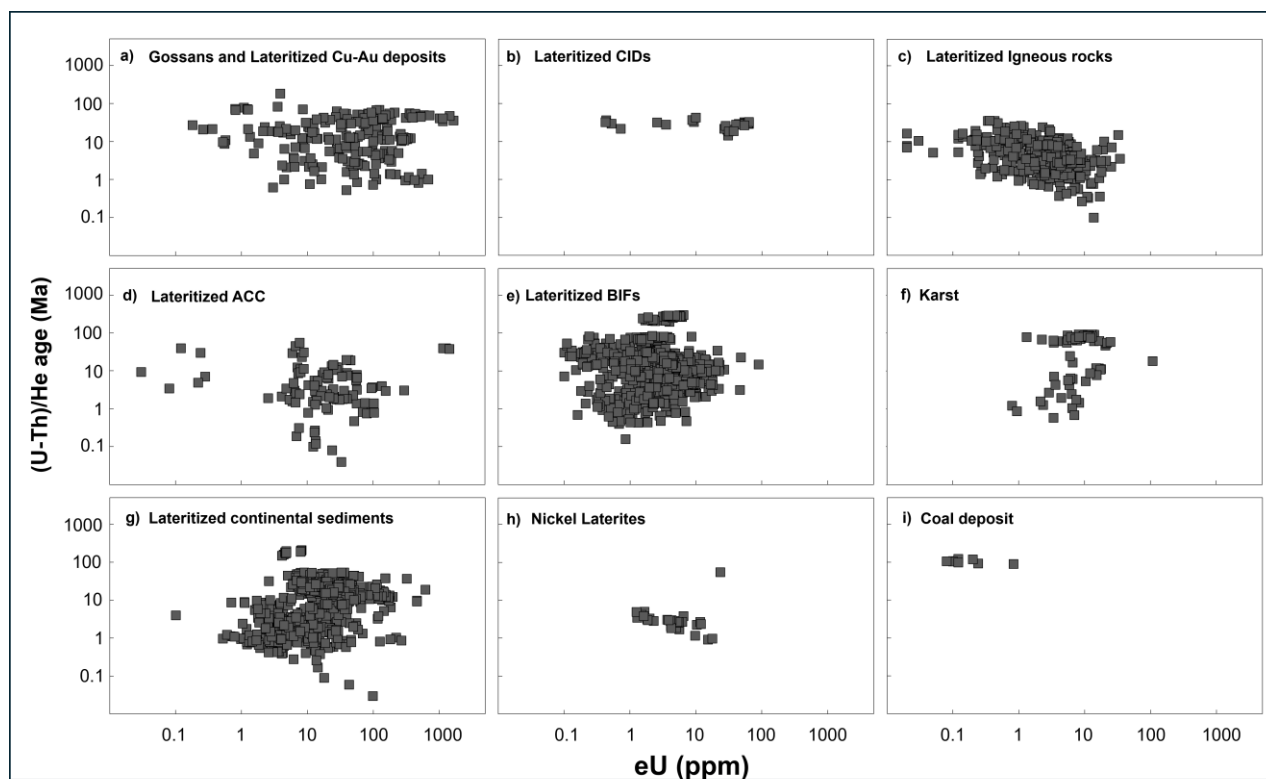 a) Gossans and Lateritized Cu-Au deposits
b) Lateritized CIDs
c) Lateritized Igneous rocks
1000
100
10
1
0.1
d) Lateritized ACC
e) Lateritized BIFs
f) Karst
1000
100
10
1
0.1
(U-Th)/He age (Ma)
g) Lateritized continental sediments
h) Nickel Laterites
i) Coal deposit
1000
100
10
1
0.1
0.1 1 10 100 1000
0.1 1 10 100 1000
0.1 1 10 100 1000
eU (ppm)